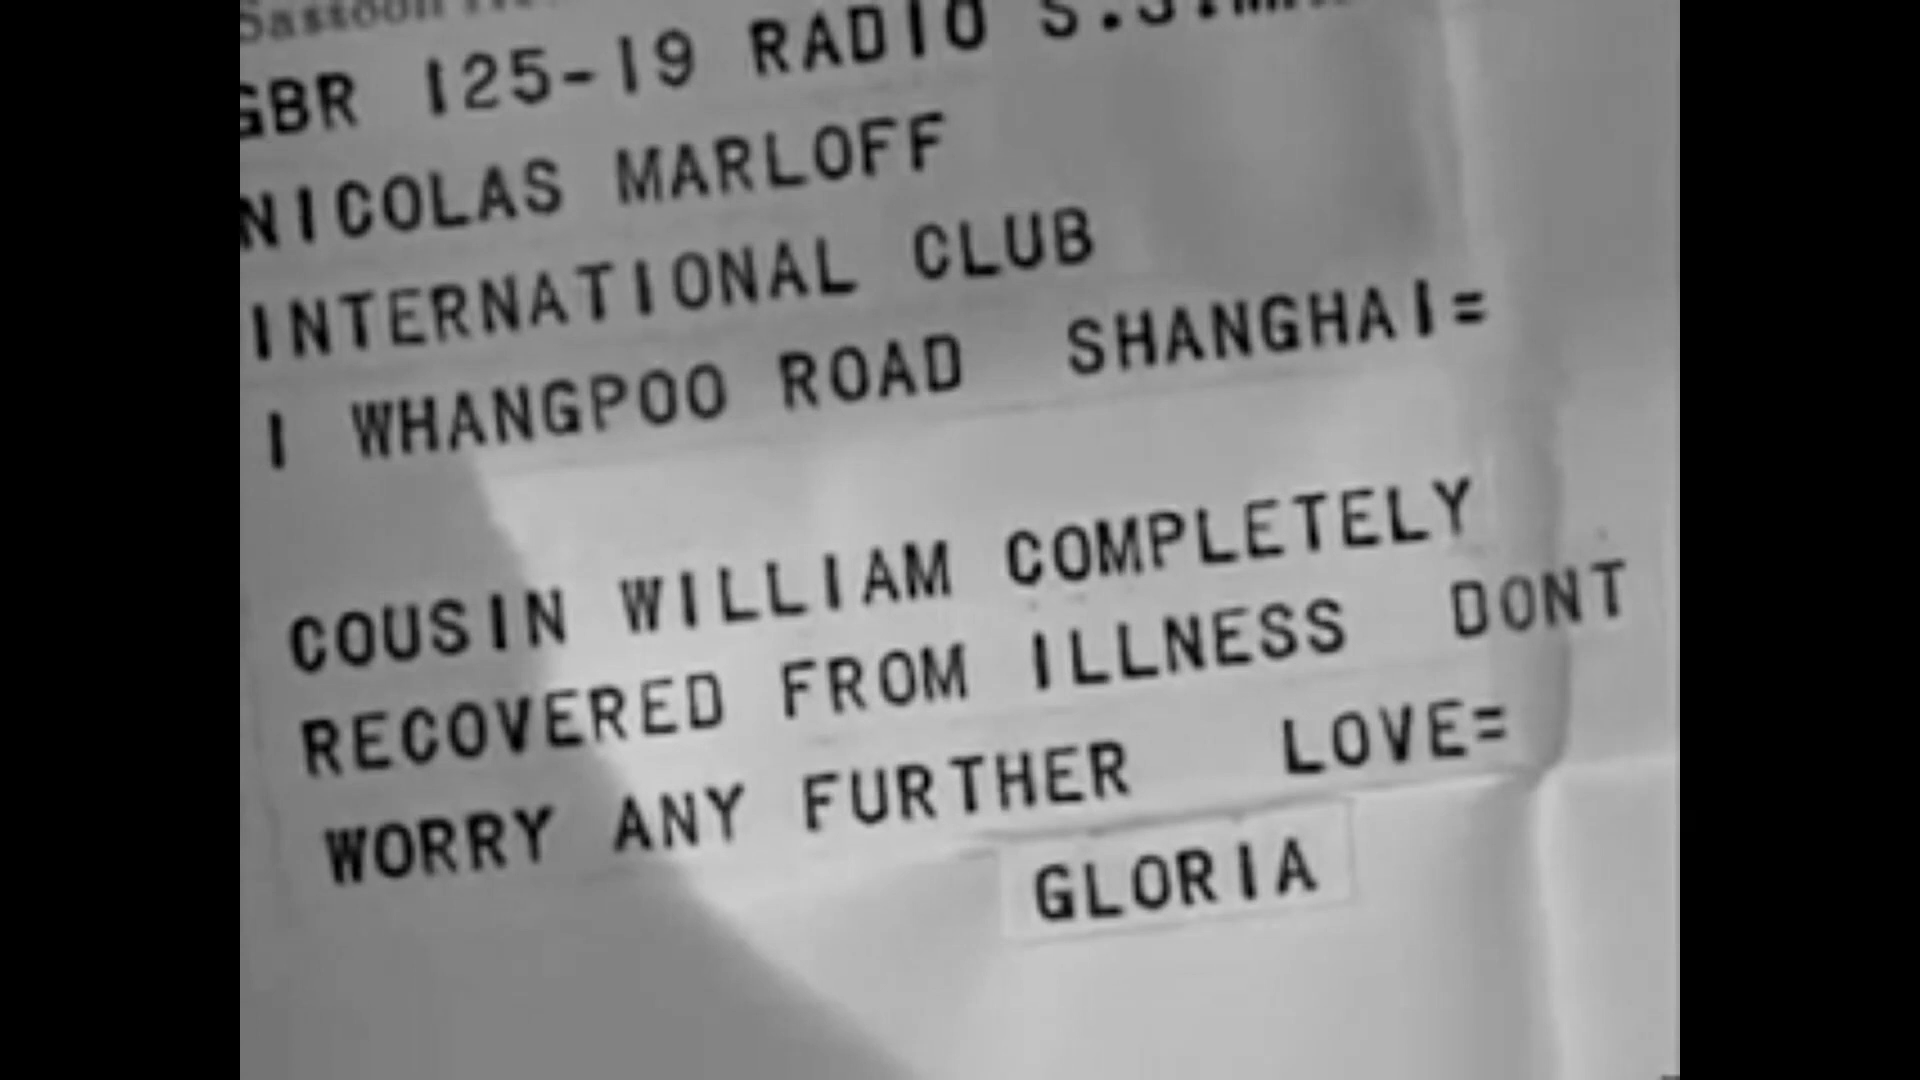 Sassoon
GBR 125-19 RADIO
NICOLAS MARLOFF
INTERNATIONAL CLUB
1 WHANGPOO ROAD SHANGHAI=
COUSIN WILLIAM COMPLETELY
RECOVERED FROM ILLNESS DONT
WORRY ANY FURTHER LOVE=
GLORIA